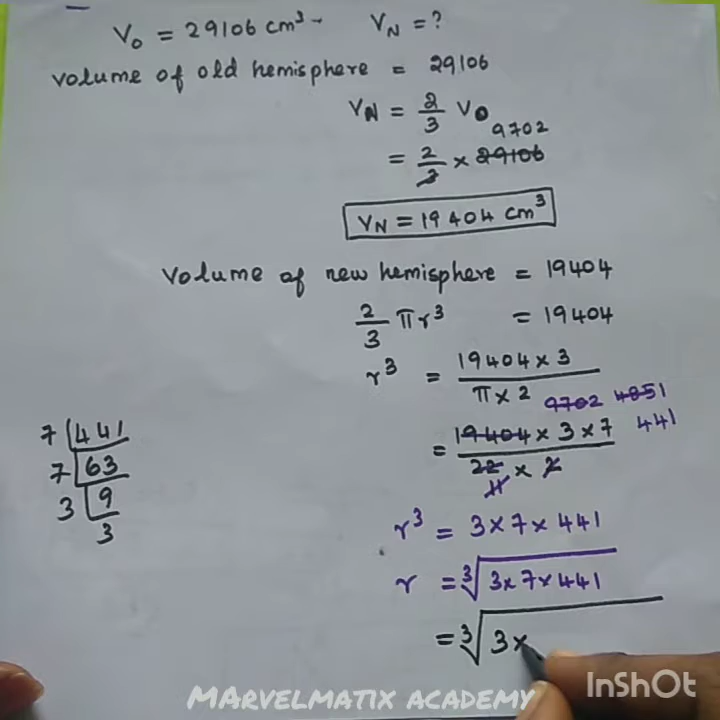 V₀ = 29106 cm³ - Vɴ = ?
Volume of old hemisphere = 29106
Vɴ = 2/3 V₀
9702
= 2/3 × 29106
Vɴ = 19404 cm³
Volume of new hemisphere = 19404
2/3 πr³ = 19404
r³ = 19404 × 3 / π × 2
9702 4851
= 19404 × 3 × 7 / 22 × 2 441
11
r³ = 3 × 7 × 441
r = ∛3 × 7 × 441
= ∛3 ×
7 441
7 63
3 9
3
MARVELMATIX ACADEMY
InShOt